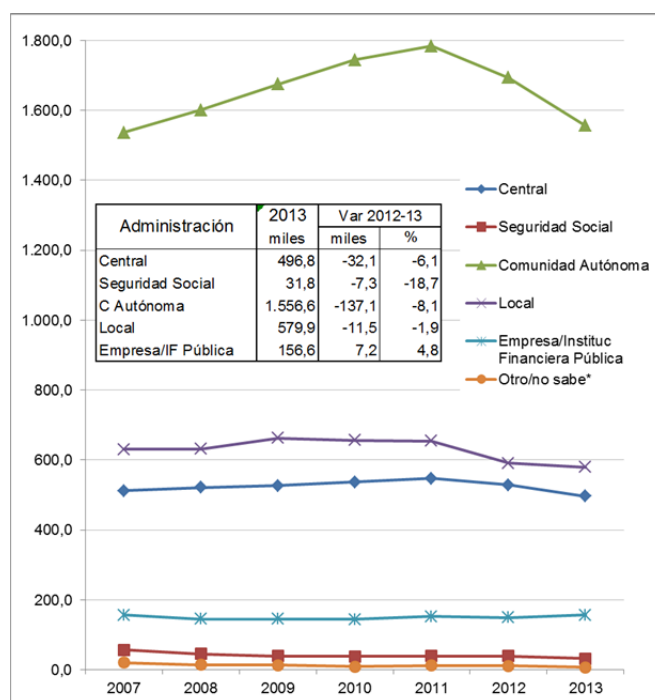 1.800,0
1.600,0
1.400,0
1.200,0
1.000,0
800,0
600,0
400,0
200,0
0,0
Administración 2013 Var 2012-13
miles miles %
Central 496,8 -32,1 -6,1
Seguridad Social 31,8 -7,3 -18,7
C Autónoma 1.556,6 -137,1 -8,1
Local 579,9 -11,5 -1,9
Empresa/IF Pública 156,6 7,2 4,8
Central
Seguridad Social
Comunidad Autónoma
Local
Empresa/Instituc
Financiera Pública
Otro/no sabe*
2007 2008 2009 2010 2011 2012 2013